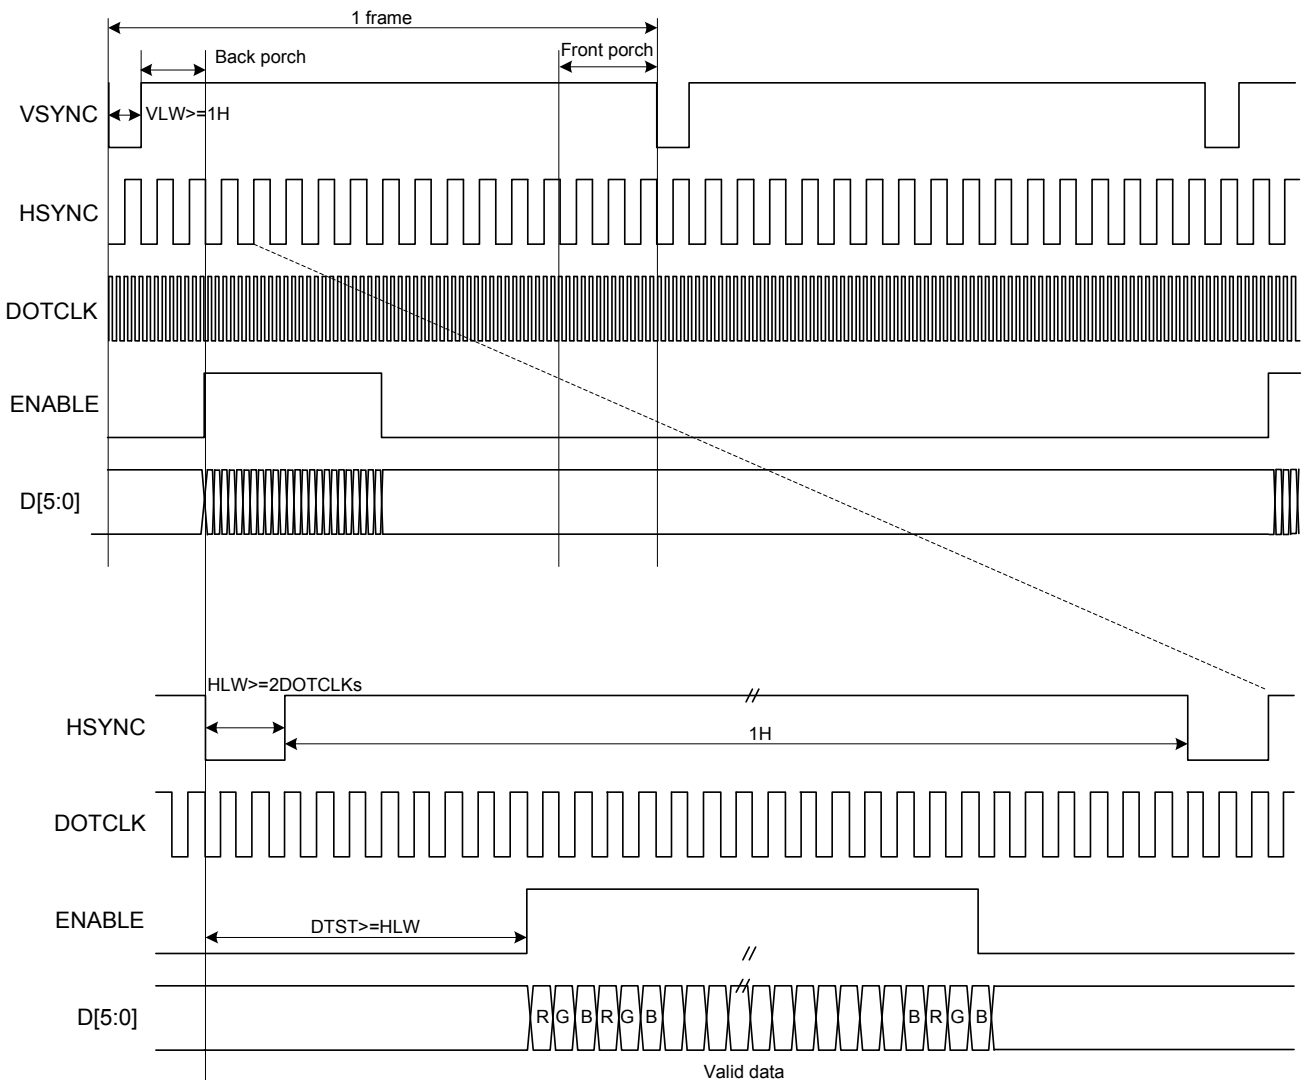 1 frame
Back porch
Front porch
VSYNC
VLW>=1H
HSYNC
DOTCLK
ENABLE
D[5:0]
HLW>=2DOTCLKs
HSYNC
1H
DOTCLK
ENABLE
DTST>=HLW
//
//
//
D[5:0]
R G B R G B B R G B
Valid data